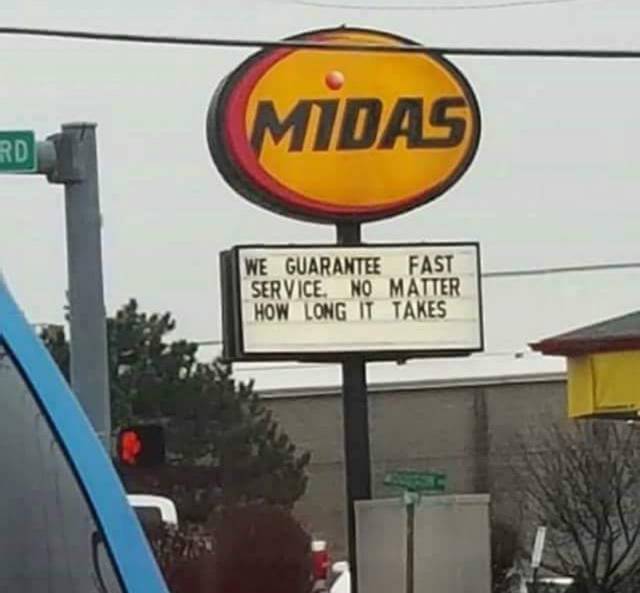 RD
MIDAS
WE GUARANTEE FAST
SERVICE. NO MATTER
HOW LONG IT TAKES